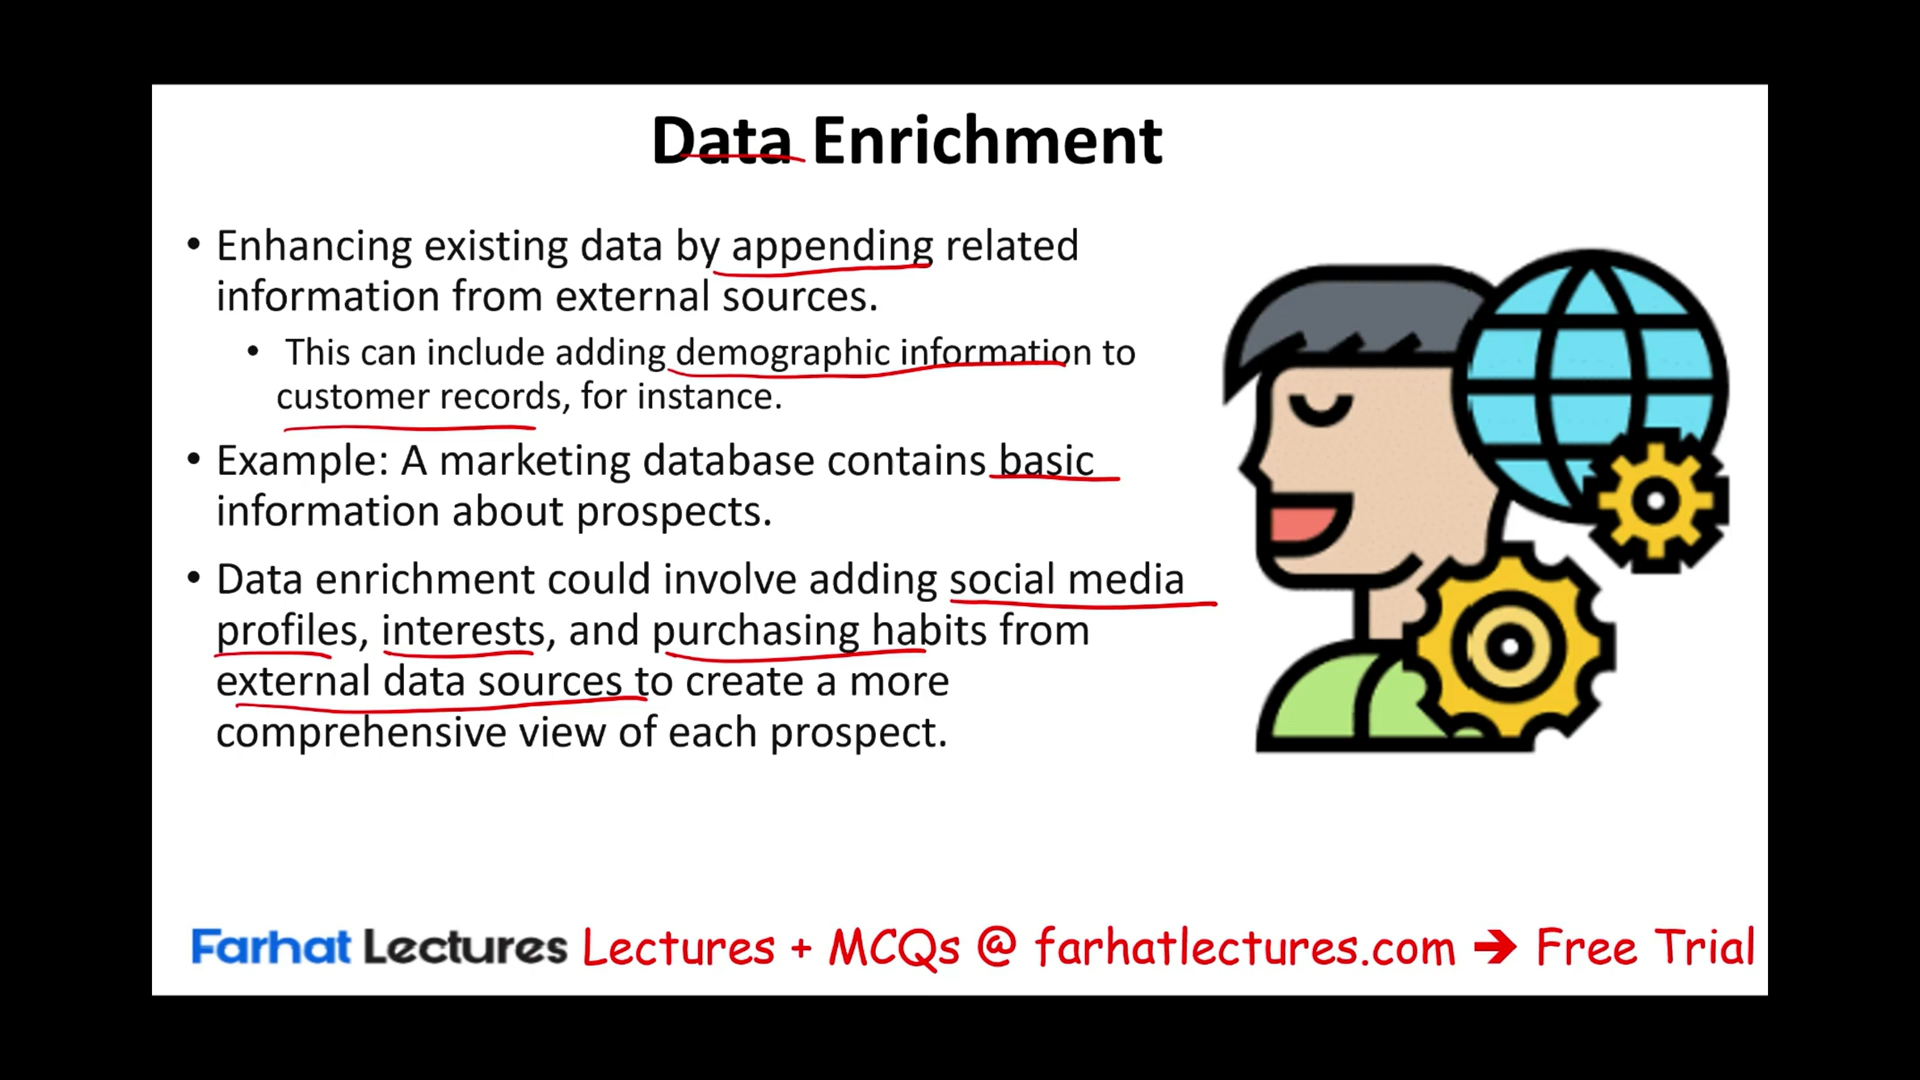 Data Enrichment
• Enhancing existing data by appending related
information from external sources.
• This can include adding demographic information to
customer records, for instance.
• Example: A marketing database contains basic
information about prospects.
• Data enrichment could involve adding social media
profiles, interests, and purchasing habits from
external data sources to create a more
comprehensive view of each prospect.
Farhat Lectures Lectures + MCQs @ farhatlectures.com ➔ Free Trial